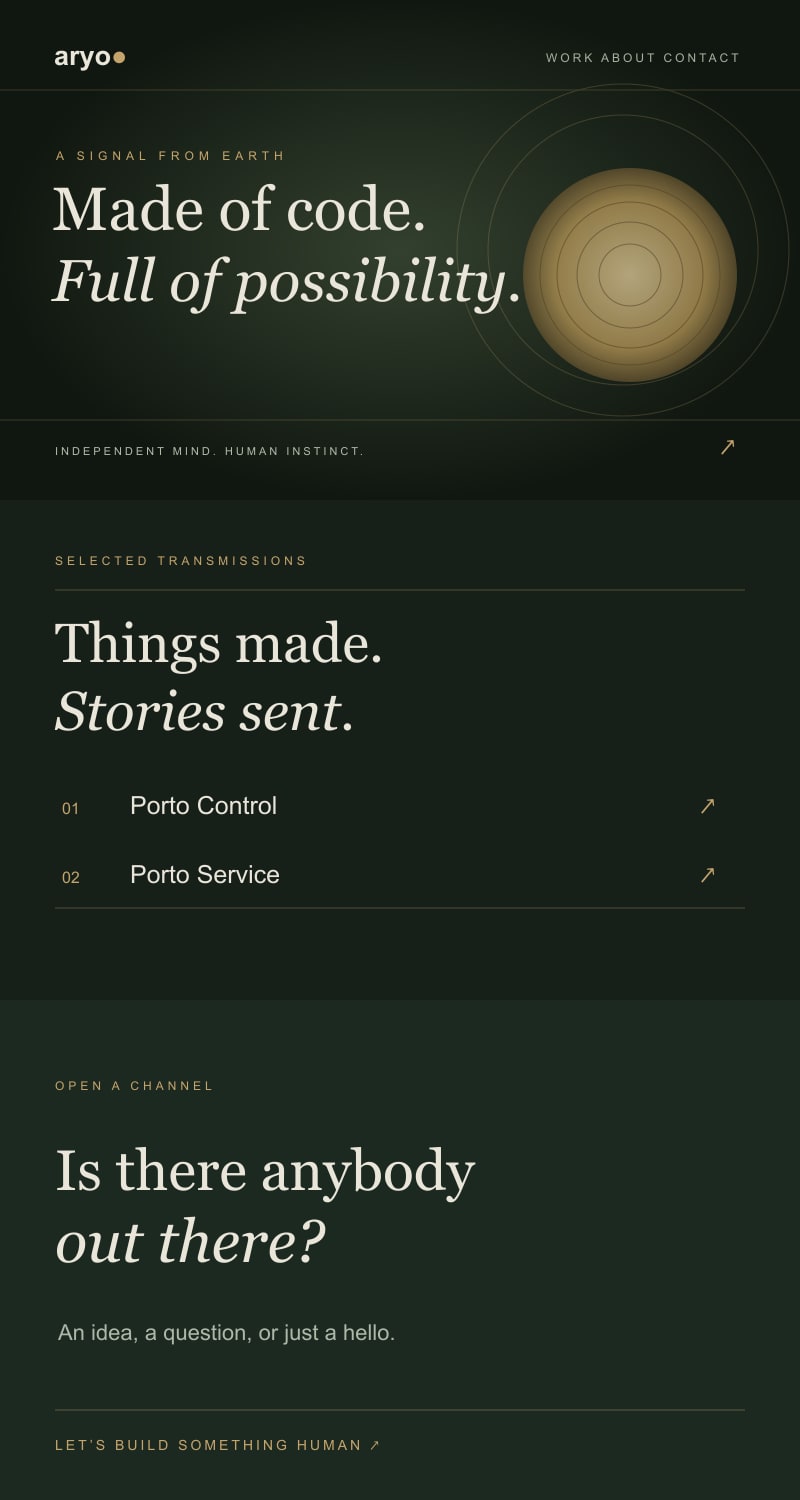 aryo
WORK ABOUT CONTACT
A SIGNAL FROM EARTH
Made of code.
Full of possibility.
INDEPENDENT MIND. HUMAN INSTINCT.
↗
SELECTED TRANSMISSIONS
Things made.
Stories sent.
01 Porto Control ↗
02 Porto Service ↗
OPEN A CHANNEL
Is there anybody
out there?
An idea, a question, or just a hello.
LET’S BUILD SOMETHING HUMAN ↗